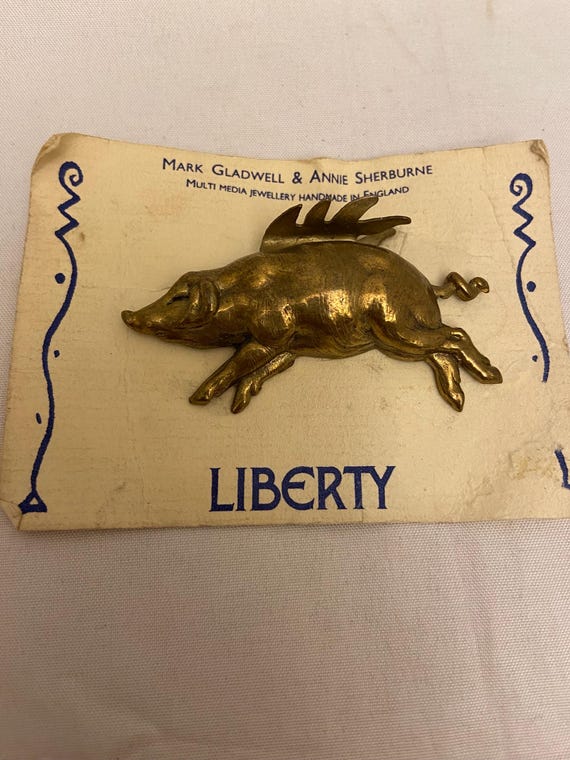 MARK GLADWELL & ANNIE SHERBURNE
MULTI MEDIA JEWELLERY HANDMADE IN ENGLAND
LIBERTY